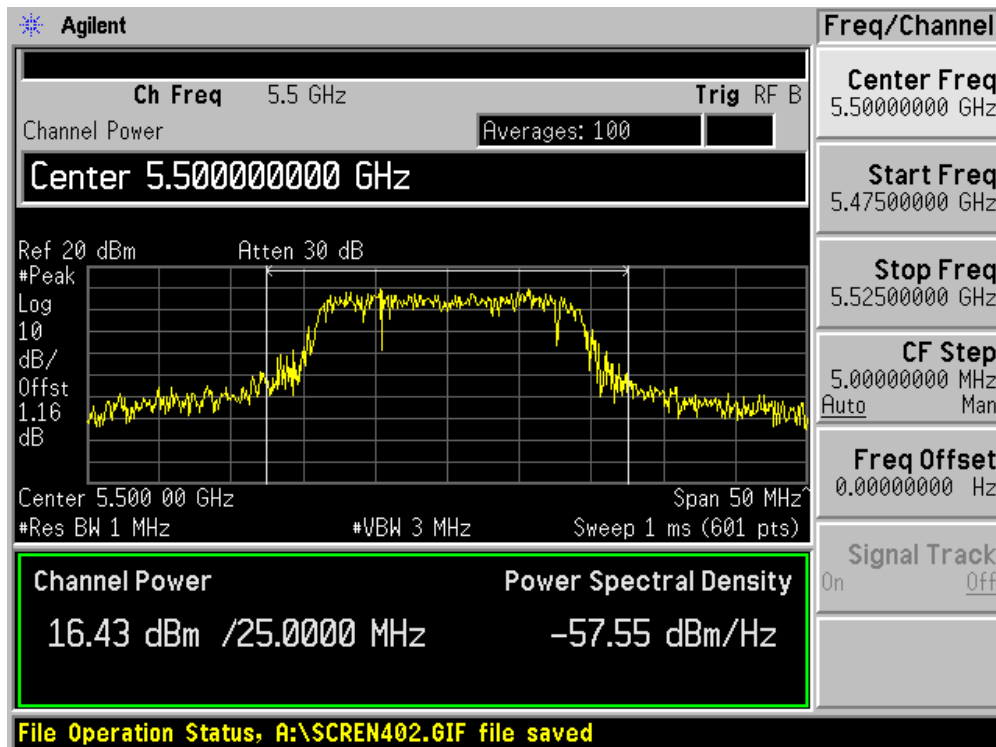 Agilent
Freq/Channel
Ch Freq 5.5 GHz Trig RF B
Channel Power Averages: 100
Center 5.500000000 GHz
Ref 20 dBm Atten 30 dB
#Peak
Log
10
dB/
Offst
1.16
dB
Center 5.500 00 GHz Span 50 MHz^
#Res BW 1 MHz #VBW 3 MHz Sweep 1 ms (601 pts)
Channel Power Power Spectral Density
16.43 dBm /25.0000 MHz -57.55 dBm/Hz
File Operation Status, A:\SCREN402.GIF file saved
Center Freq
5.50000000 GHz
Start Freq
5.47500000 GHz
Stop Freq
5.52500000 GHz
CF Step
5.00000000 MHz
Auto Man
Freq Offset
0.00000000 Hz
Signal Track
On Off